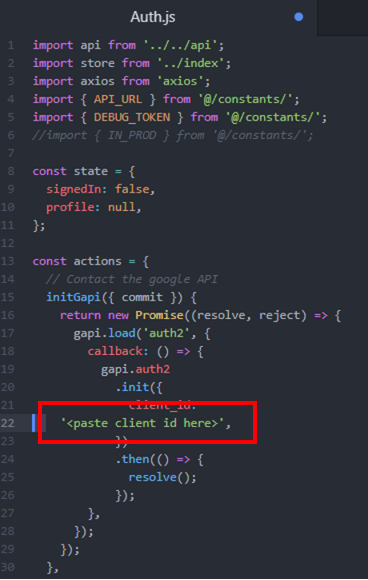 Auth.js
1 import api from '../../api';
2 import store from '../index';
3 import axios from 'axios';
4 import { API_URL } from '@/constants/';
5 import { DEBUG_TOKEN } from '@/constants/';
6 //import { IN_PROD } from '@/constants/';
7
8 const state = {
9 signedIn: false,
10 profile: null,
11 };
12
13 const actions = {
14 // Contact the google API
15 initGapi({ commit }) {
16 return new Promise((resolve, reject) => {
17 gapi.load('auth2', {
18 callback: () => {
19 gapi.auth2
20 .init({
21 client_id:
22 '<paste client id here>',
23 })
24 .then(() => {
25 resolve();
26 });
27 },
28 });
29 });
30 },